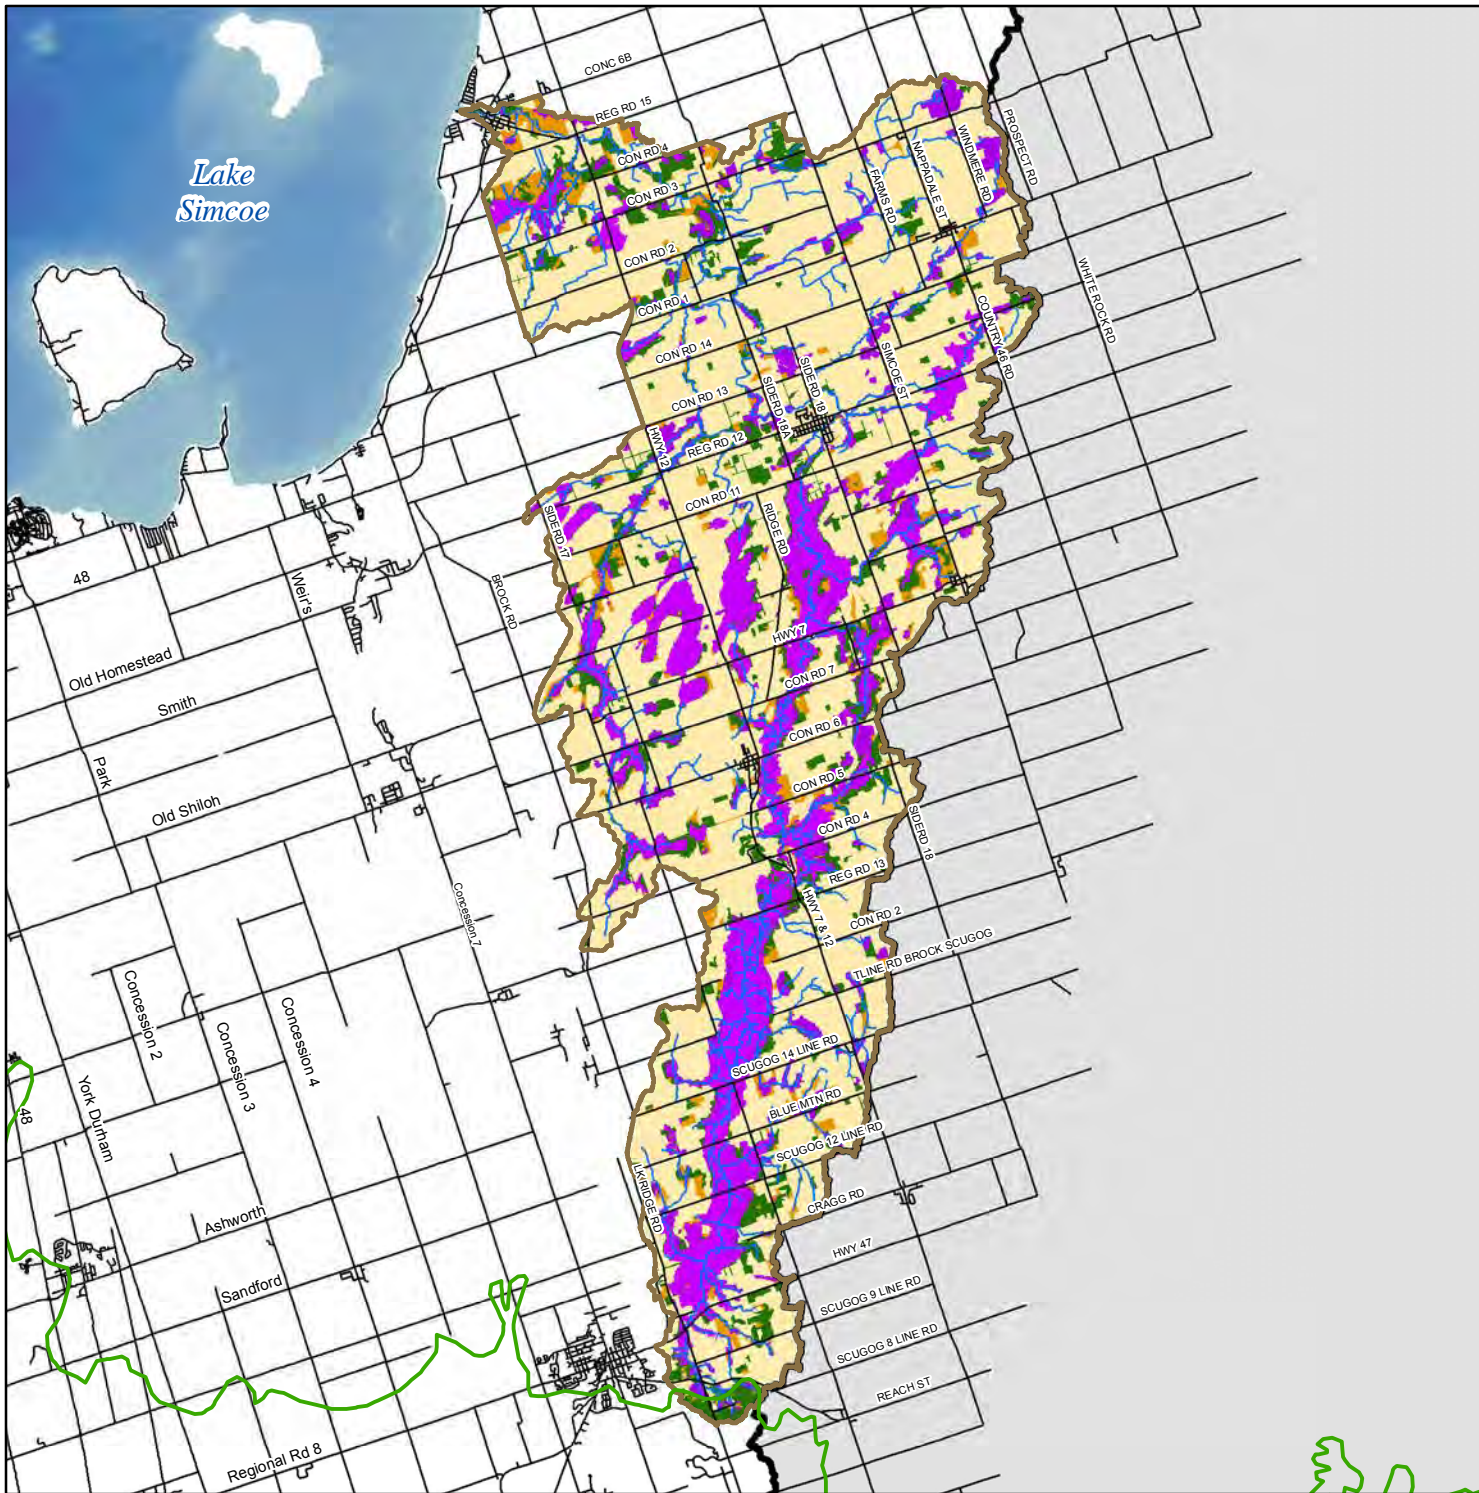 CONC 6B
REG RD 15
CON RD 4
PROSPECT RD
WINDMERE RD
NAPPADALE ST
FARMS RD
Lake
Simcoe
CON RD 3
CON RD 2
CON RD 1
WHITE ROCK RD
COUNTRY 46 RD
CON RD 14
SIMCOE ST
SIDERD 18
SIDERD 18A
CON RD 13
HWY 12
REG RD 12
CON RD 11
RIDGE RD
SIDERD 17
48
Weir's
BROCK RD
HWY 7
Old Homestead
CON RD 7
Smith
CON RD 6
Park
CON RD 5
Old Shiloh
CON RD 4
SIDERD 18
REG RD 13
Concession 7
HWY 7 & 12
CON RD 2
TLINE RD BROCK SCUGOG
Concession 2
Concession 3
Concession 4
SCUGOG 14 LINE RD
York Durham
48
BLUE MTN RD
SCUGOG 12 LINE RD
LK RIDGE RD
CRAGG RD
Ashworth
HWY 47
Sandford
SCUGOG 9 LINE RD
SCUGOG 8 LINE RD
REACH ST
Regional Rd 8